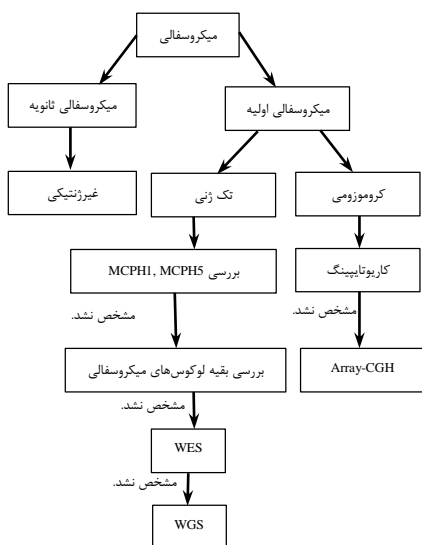 میکروسفالی
میکروسفالی اولیه
میکروسفالی ثانویه
کروموزومی
تک ژنی
غیرژنتیکی
کاریوتایپینگ
بررسی MCPH1, MCPH5
مشخص نشد.
مشخص نشد.
Array-CGH
بررسی بقیه لوکوس‌های میکروسفالی
مشخص نشد.
WES
مشخص نشد.
WGS